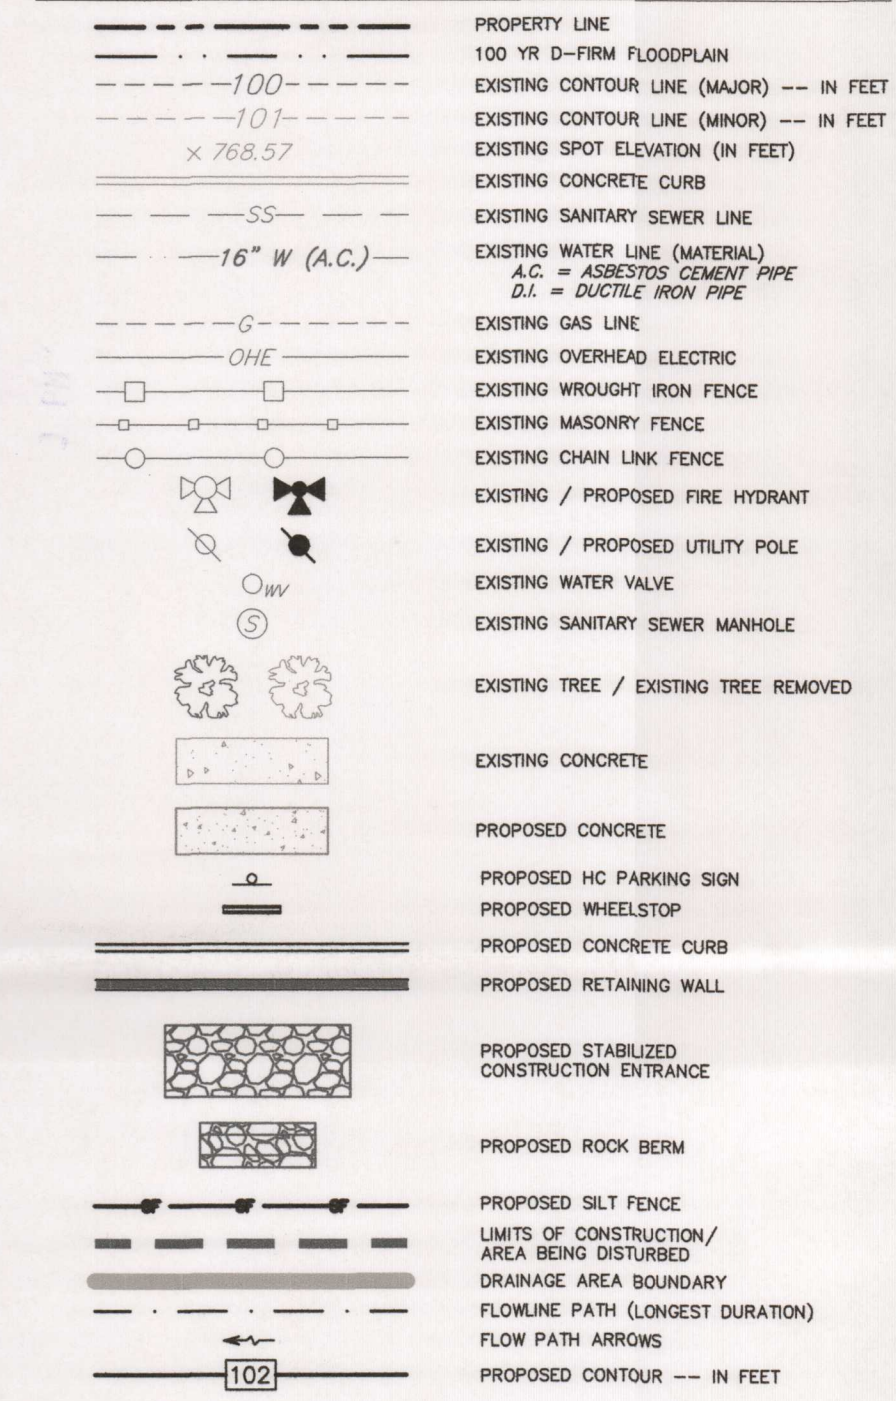 PROPERTY LINE
100 YR D-FIRM FLOODPLAIN
100 EXISTING CONTOUR LINE (MAJOR) -- IN FEET
101 EXISTING CONTOUR LINE (MINOR) -- IN FEET
× 768.57 EXISTING SPOT ELEVATION (IN FEET)
EXISTING CONCRETE CURB
SS EXISTING SANITARY SEWER LINE
16" W (A.C.) EXISTING WATER LINE (MATERIAL)
A.C. = ASBESTOS CEMENT PIPE
D.I. = DUCTILE IRON PIPE
G EXISTING GAS LINE
OHE EXISTING OVERHEAD ELECTRIC
EXISTING WROUGHT IRON FENCE
EXISTING MASONRY FENCE
EXISTING CHAIN LINK FENCE
EXISTING / PROPOSED FIRE HYDRANT
EXISTING / PROPOSED UTILITY POLE
WV EXISTING WATER VALVE
S EXISTING SANITARY SEWER MANHOLE
EXISTING TREE / EXISTING TREE REMOVED
EXISTING CONCRETE
PROPOSED CONCRETE
PROPOSED HC PARKING SIGN
PROPOSED WHEELSTOP
PROPOSED CONCRETE CURB
PROPOSED RETAINING WALL
PROPOSED STABILIZED
CONSTRUCTION ENTRANCE
PROPOSED ROCK BERM
SF SF SF PROPOSED SILT FENCE
LIMITS OF CONSTRUCTION/
AREA BEING DISTURBED
DRAINAGE AREA BOUNDARY
FLOWLINE PATH (LONGEST DURATION)
FLOW PATH ARROWS
102 PROPOSED CONTOUR -- IN FEET